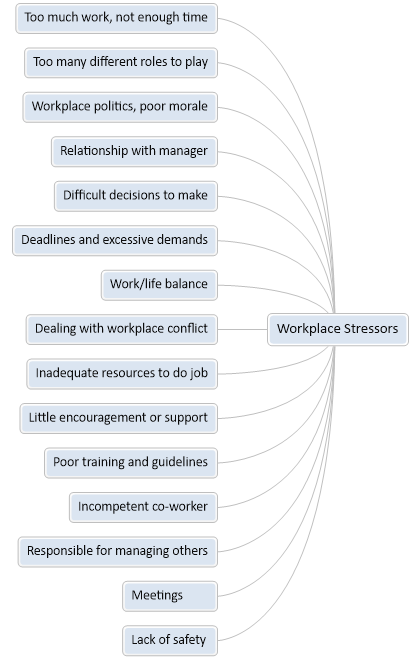 Too much work, not enough time
Too many different roles to play
Workplace politics, poor morale
Relationship with manager
Difficult decisions to make
Deadlines and excessive demands
Work/life balance
Dealing with workplace conflict
Workplace Stressors
Inadequate resources to do job
Little encouragement or support
Poor training and guidelines
Incompetent co-worker
Responsible for managing others
Meetings
Lack of safety